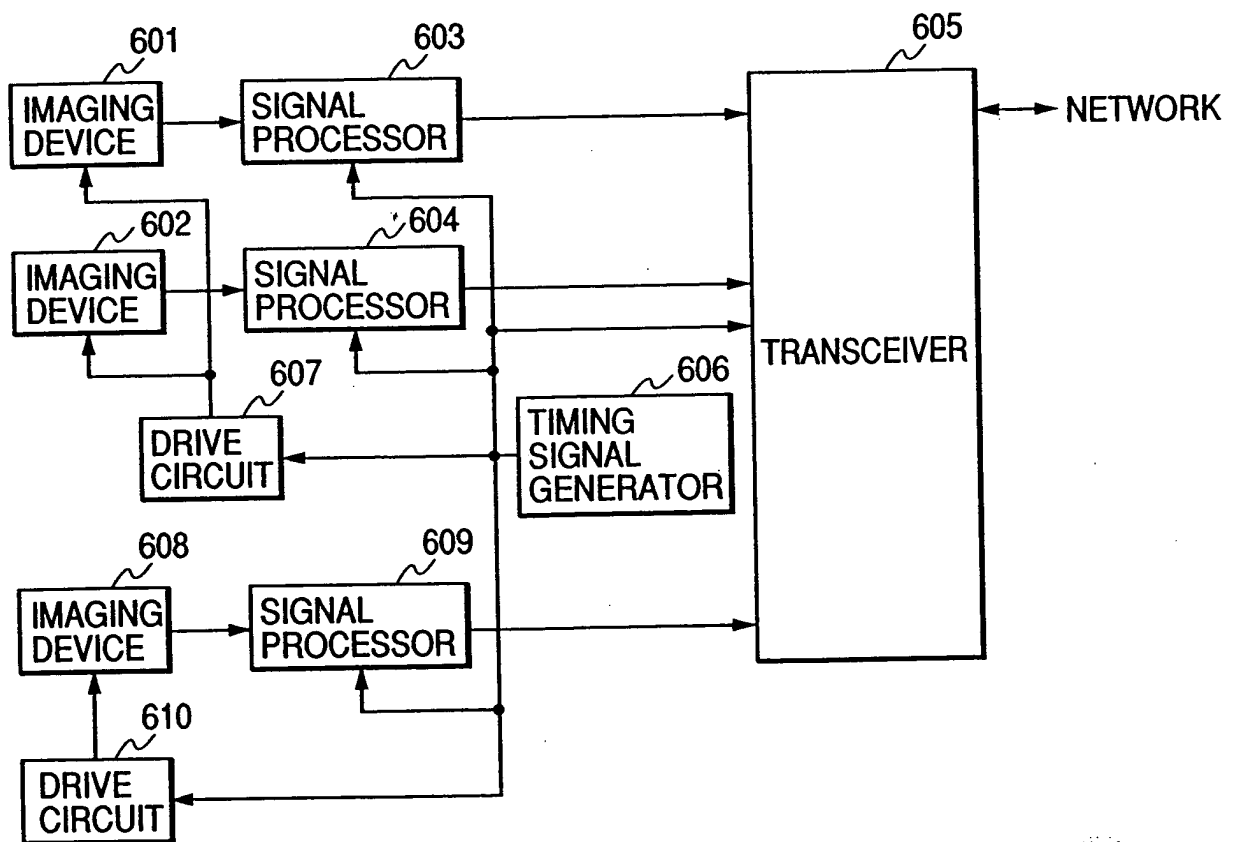 601
603
605
IMAGING
DEVICE
SIGNAL
PROCESSOR
NETWORK
602
604
IMAGING
DEVICE
SIGNAL
PROCESSOR
TRANSCEIVER
607
606
DRIVE
CIRCUIT
TIMING
SIGNAL
GENERATOR
608
609
IMAGING
DEVICE
SIGNAL
PROCESSOR
610
DRIVE
CIRCUIT